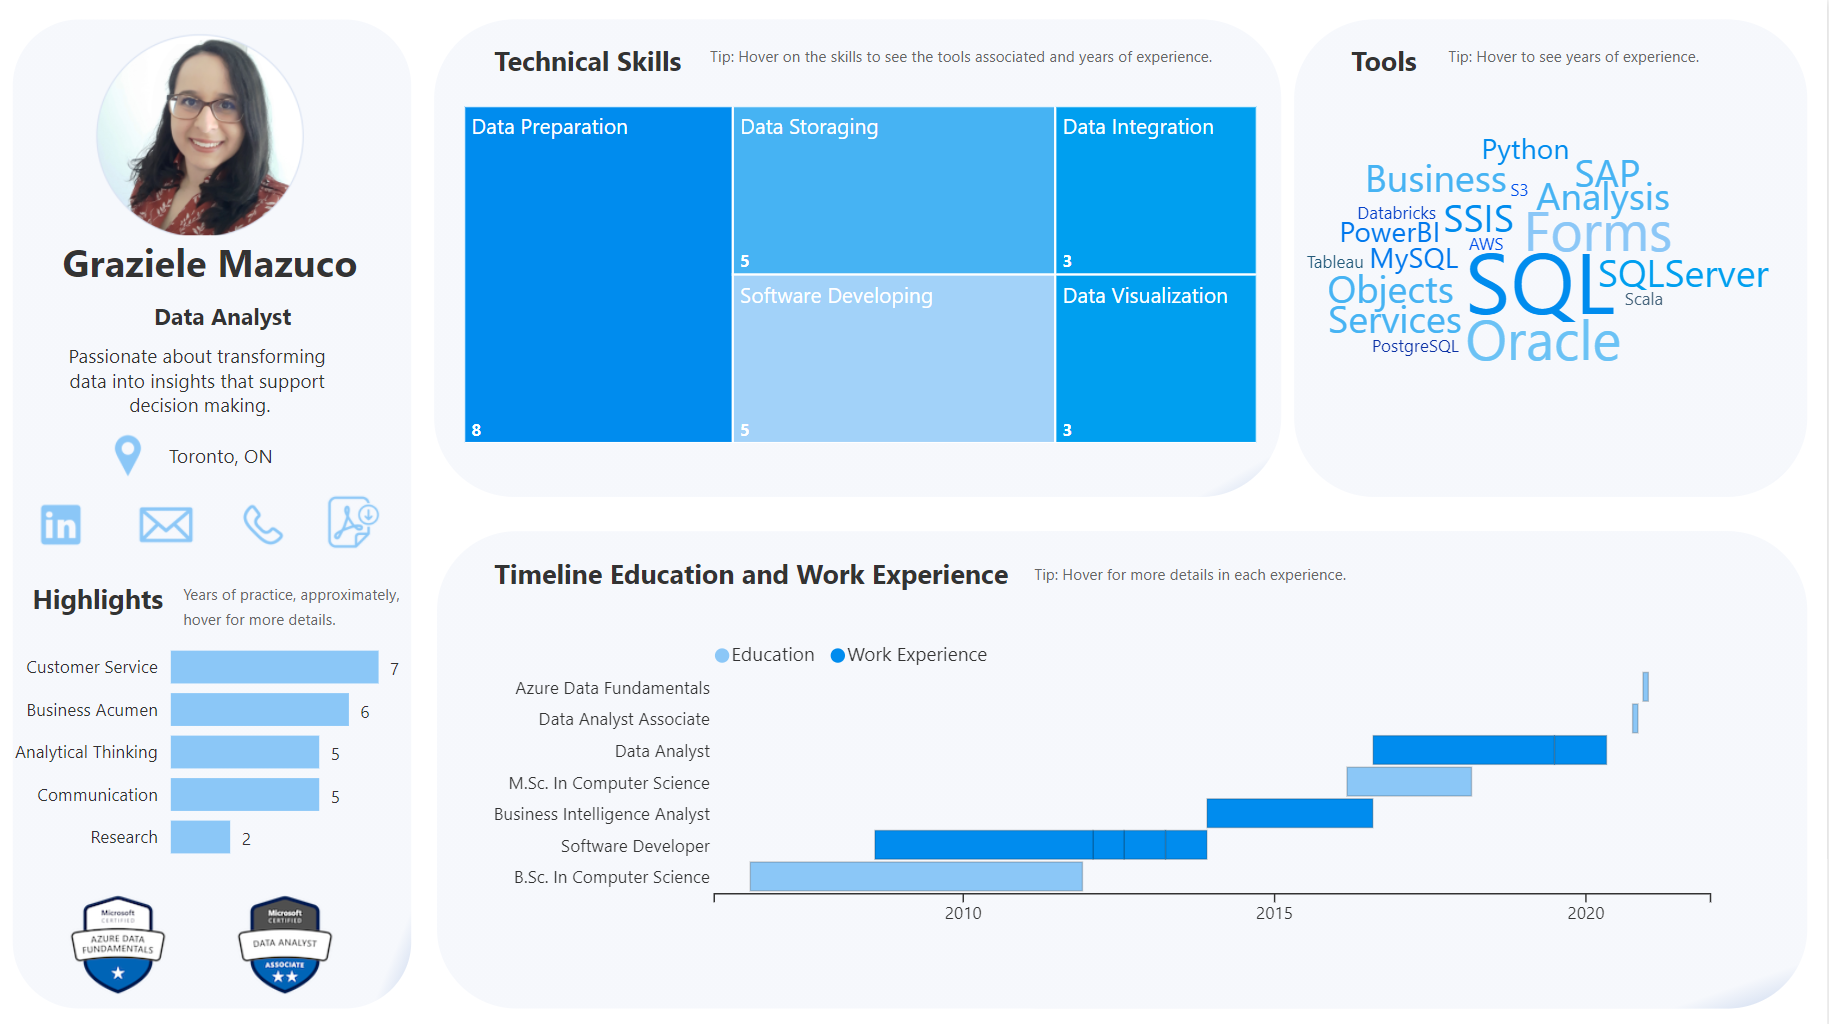 Graziele Mazuco
Data Analyst
Passionate about transforming
data into insights that support
decision making.
Toronto, ON
in
Highlights
Years of practice, approximately,
hover for more details.
Customer Service 7
Business Acumen 6
Analytical Thinking 5
Communication 5
Research 2
Microsoft
CERTIFIED
AZURE DATA
FUNDAMENTALS
Microsoft
CERTIFIED
DATA ANALYST
ASSOCIATE
Technical Skills
Tip: Hover on the skills to see the tools associated and years of experience.
Data Preparation
8
Data Storaging
5
Software Developing
5
Data Integration
3
Data Visualization
3
Tools
Tip: Hover to see years of experience.
Python
Business
S3
SAP
Analysis
Databricks
SSIS
PowerBI
AWS
Forms
Tableau
MySQL
SQL
SQLServer
Objects
Scala
Services
PostgreSQL
Oracle
Timeline Education and Work Experience
Tip: Hover for more details in each experience.
Education
Work Experience
Azure Data Fundamentals
Data Analyst Associate
Data Analyst
M.Sc. In Computer Science
Business Intelligence Analyst
Software Developer
B.Sc. In Computer Science
2010 2015 2020